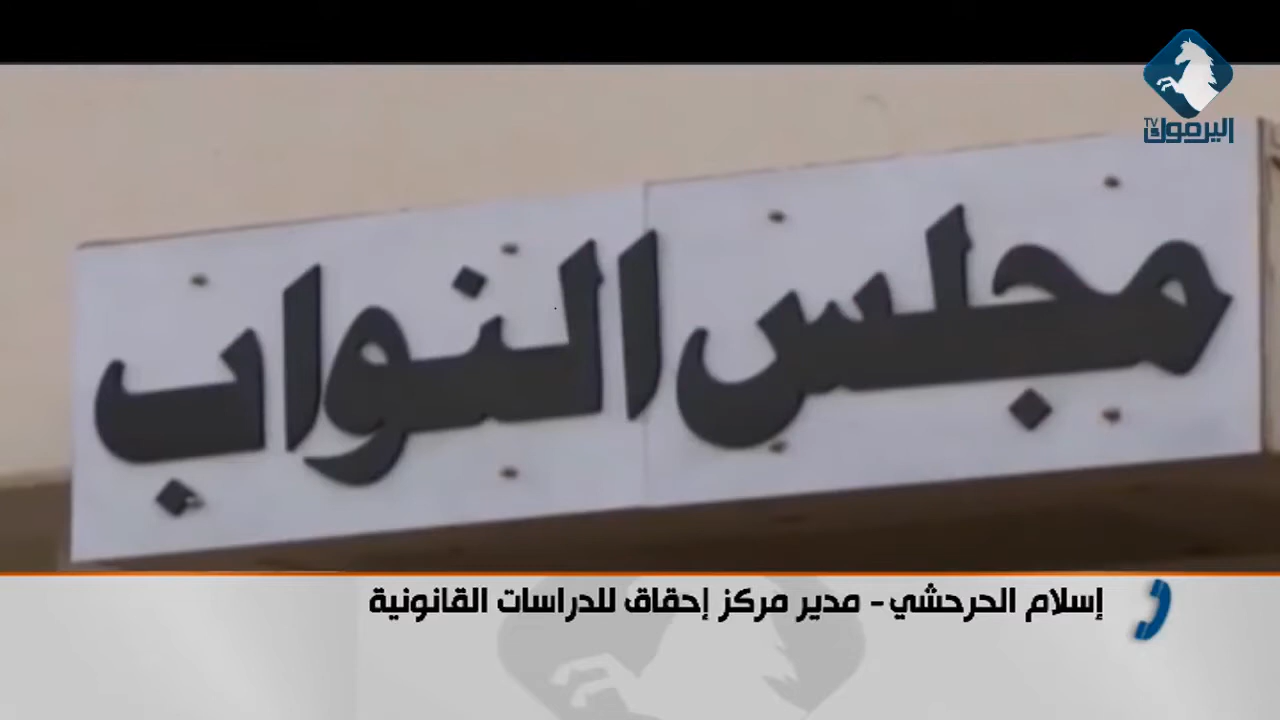 اليرموك TV
مجلس النواب
إسلام الحرحشي - مدير مركز إحقاق للدراسات القانونية